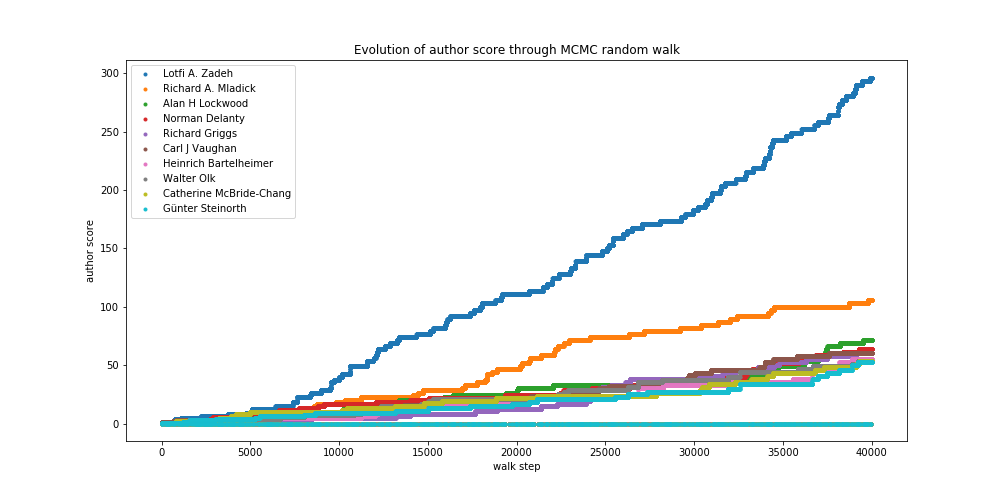 Evolution of author score through MCMC random walk
300
250
200
150
100
50
0
author score
Lotfi A. Zadeh
Richard A. Mladick
Alan H Lockwood
Norman Delanty
Richard Griggs
Carl J Vaughan
Heinrich Bartelheimer
Walter Olk
Catherine McBride-Chang
Günter Steinorth
0 5000 10000 15000 20000 25000 30000 35000 40000
walk step